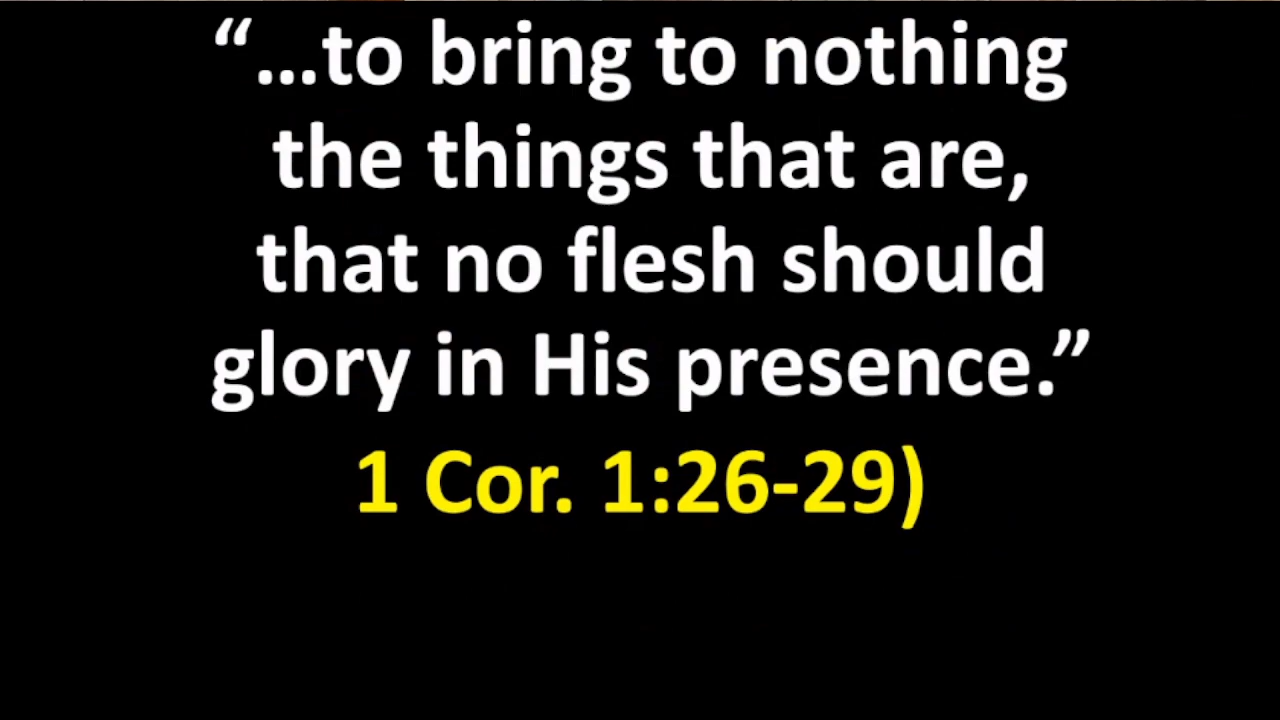 “...to bring to nothing
the things that are,
that no flesh should
glory in His presence.”
1 Cor. 1:26-29)